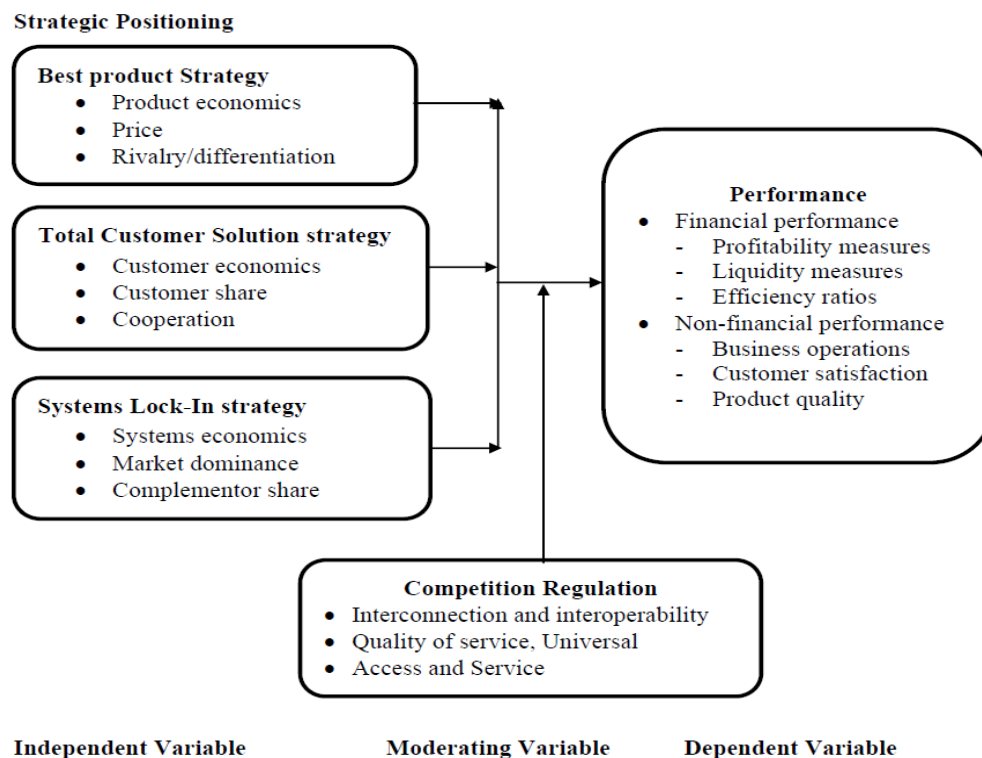 Strategic Positioning
Best product Strategy
• Product economics
• Price
• Rivalry/differentiation
Total Customer Solution strategy
• Customer economics
• Customer share
• Cooperation
Systems Lock-In strategy
• Systems economics
• Market dominance
• Complementor share
Performance
• Financial performance
- Profitability measures
- Liquidity measures
- Efficiency ratios
• Non-financial performance
- Business operations
- Customer satisfaction
- Product quality
Competition Regulation
• Interconnection and interoperability
• Quality of service, Universal
• Access and Service
Independent Variable
Moderating Variable
Dependent Variable